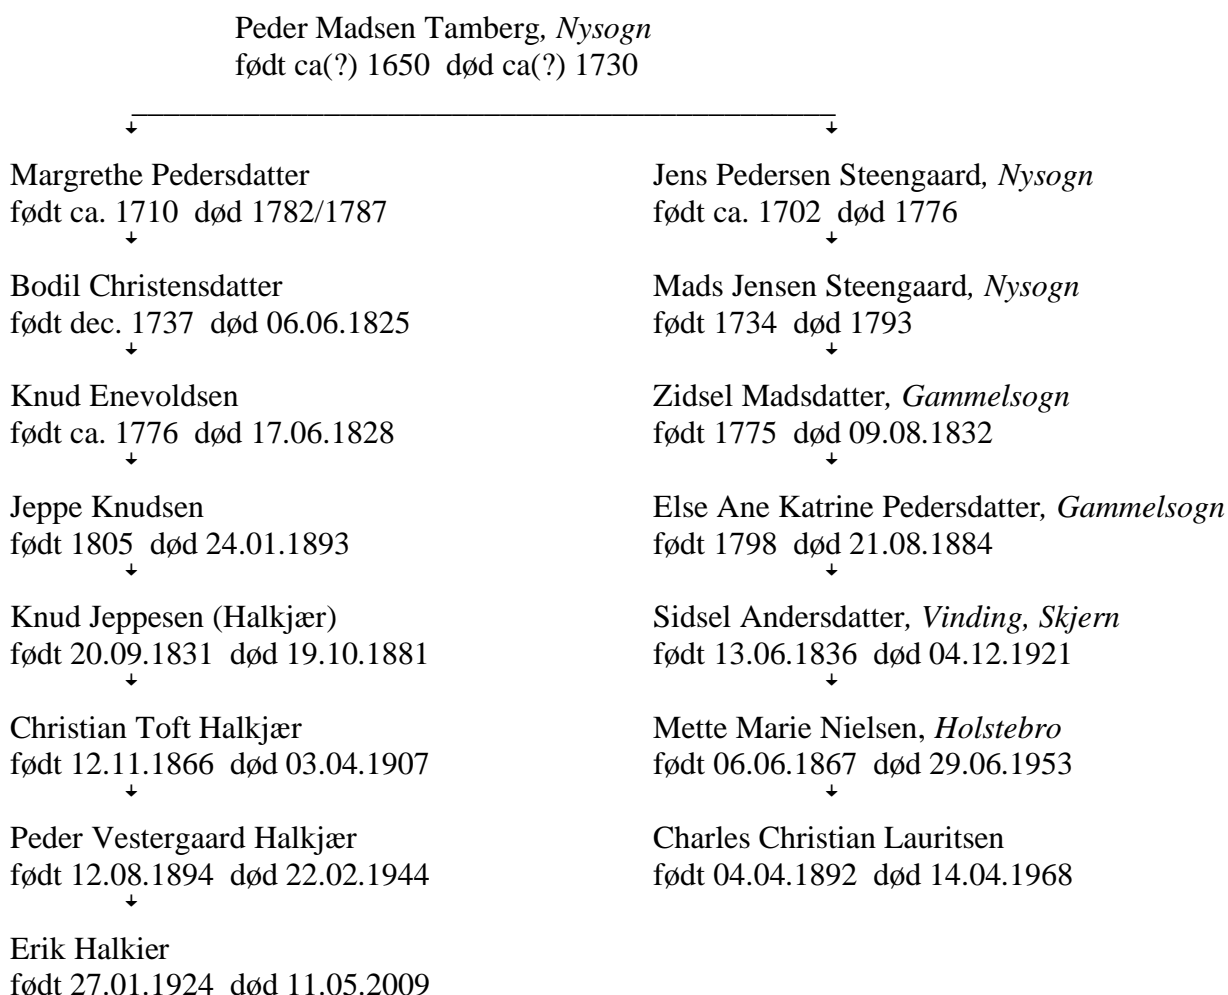 Peder Madsen Tamberg, Nysogn
født ca(?) 1650 død ca(?) 1730
Margrethe Pedersdatter
født ca. 1710 død 1782/1787
Jens Pedersen Steengaard, Nysogn
født ca. 1702 død 1776
Bodil Christensdatter
født dec. 1737 død 06.06.1825
Mads Jensen Steengaard, Nysogn
født 1734 død 1793
Knud Enevoldsen
født ca. 1776 død 17.06.1828
Zidsel Madsdatter, Gammelsogn
født 1775 død 09.08.1832
Jeppe Knudsen
født 1805 død 24.01.1893
Else Ane Katrine Pedersdatter, Gammelsogn
født 1798 død 21.08.1884
Knud Jeppesen (Halkjær)
født 20.09.1831 død 19.10.1881
Sidsel Andersdatter, Vinding, Skjern
født 13.06.1836 død 04.12.1921
Christian Toft Halkjær
født 12.11.1866 død 03.04.1907
Mette Marie Nielsen, Holstebro
født 06.06.1867 død 29.06.1953
Peder Vestergaard Halkjær
født 12.08.1894 død 22.02.1944
Charles Christian Lauritsen
født 04.04.1892 død 14.04.1968
Erik Halkier
født 27.01.1924 død 11.05.2009